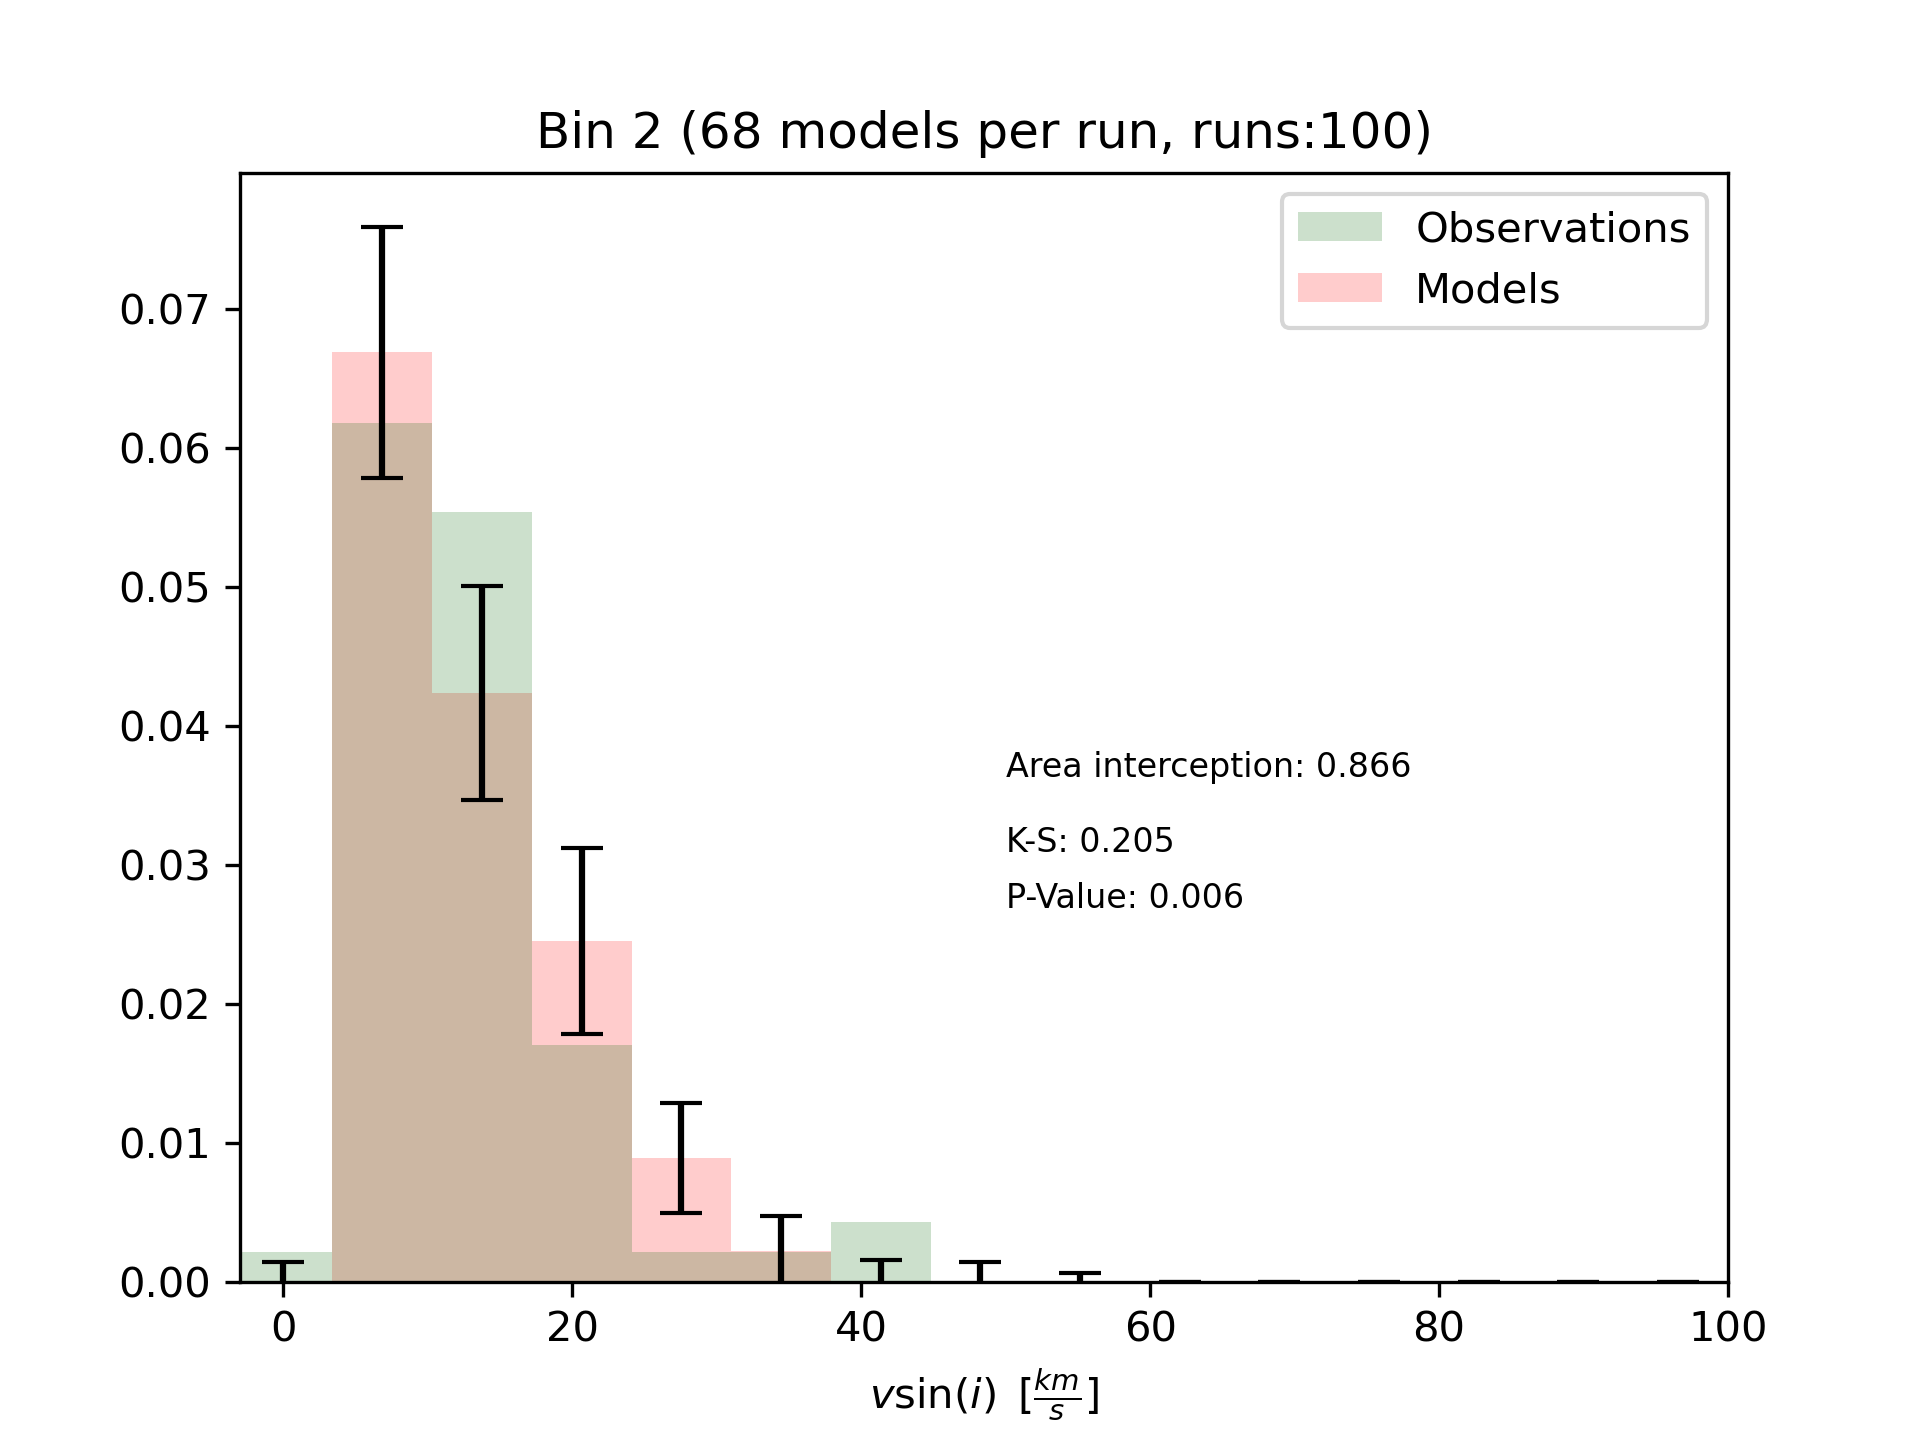 Bin 2 (68 models per run, runs:100)
Observations
Models
0.07
0.06
0.05
0.04
0.03
0.02
0.01
0.00
Area interception: 0.866
K-S: 0.205
P-Value: 0.006
0 20 40 60 80 100
vsin(i) [km/s]